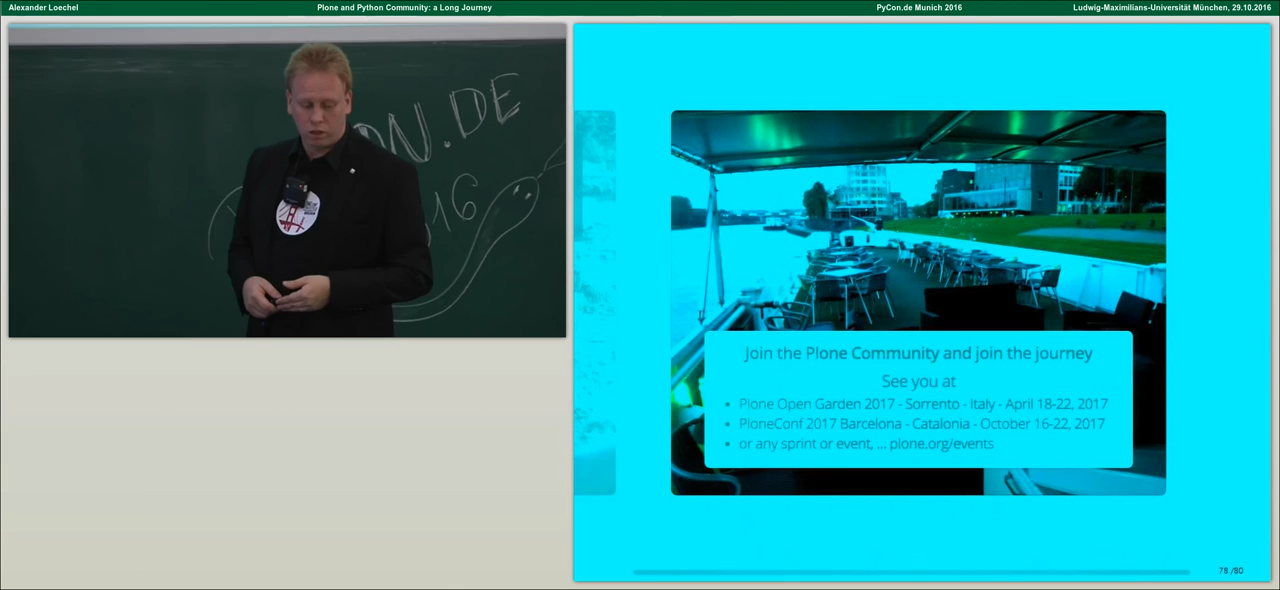 Alexander Loechel
Plone and Python Community: a Long Journey
PyCon.de Munich 2016
Ludwig-Maximilians-Universität München, 29.10.2016
ON.DE
16
Join the Plone Community and join the journey
See you at
• Plone Open Garden 2017 - Sorrento - Italy - April 18-22, 2017
• PloneConf 2017 Barcelona - Catalonia - October 16-22, 2017
• or any sprint or event, ... plone.org/events
78 /80